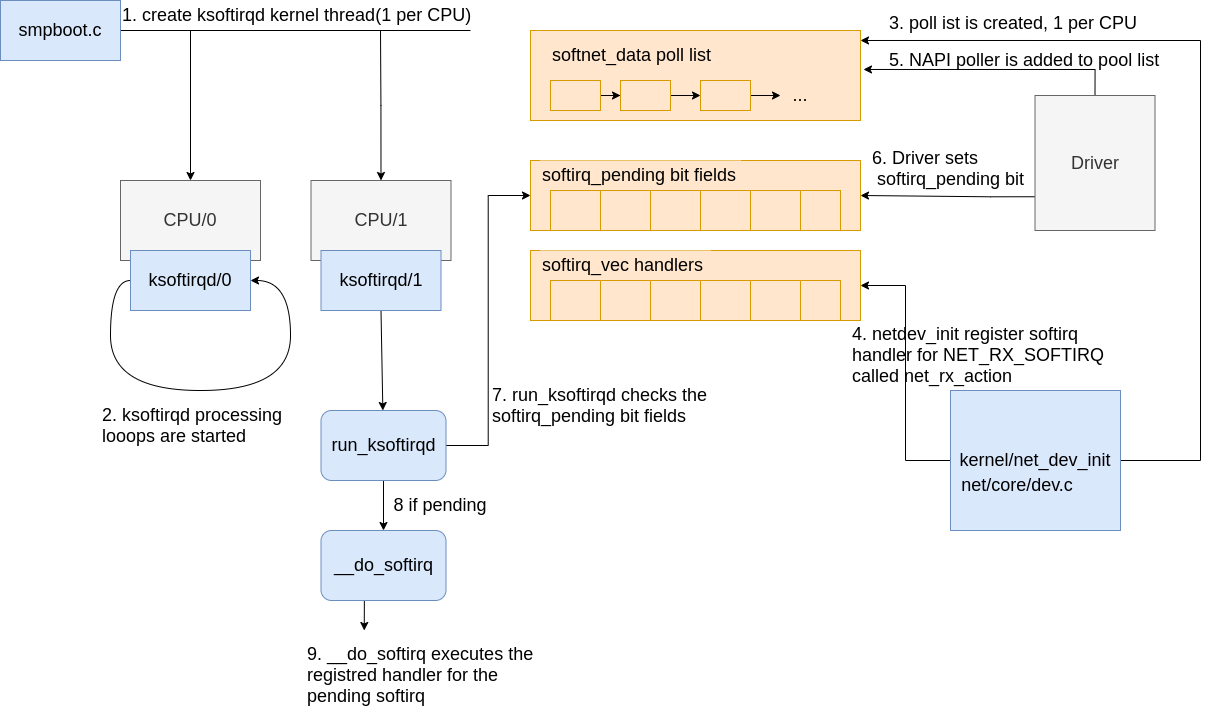 smpboot.c
1. create ksoftirqd kernel thread(1 per CPU)
3. poll ist is created, 1 per CPU
softnet_data poll list
5. NAPI poller is added to pool list
...
Driver
6. Driver sets
softirq_pending bit
softirq_pending bit fields
CPU/0
CPU/1
ksoftirqd/0
ksoftirqd/1
softirq_vec handlers
4. netdev_init register softirq
handler for NET_RX_SOFTIRQ
called net_rx_action
2. ksoftirqd processing
looops are started
7. run_ksoftirqd checks the
softirq_pending bit fields
run_ksoftirqd
kernel/net_dev_init
net/core/dev.c
8 if pending
__do_softirq
9. __do_softirq executes the
registred handler for the
pending softirq